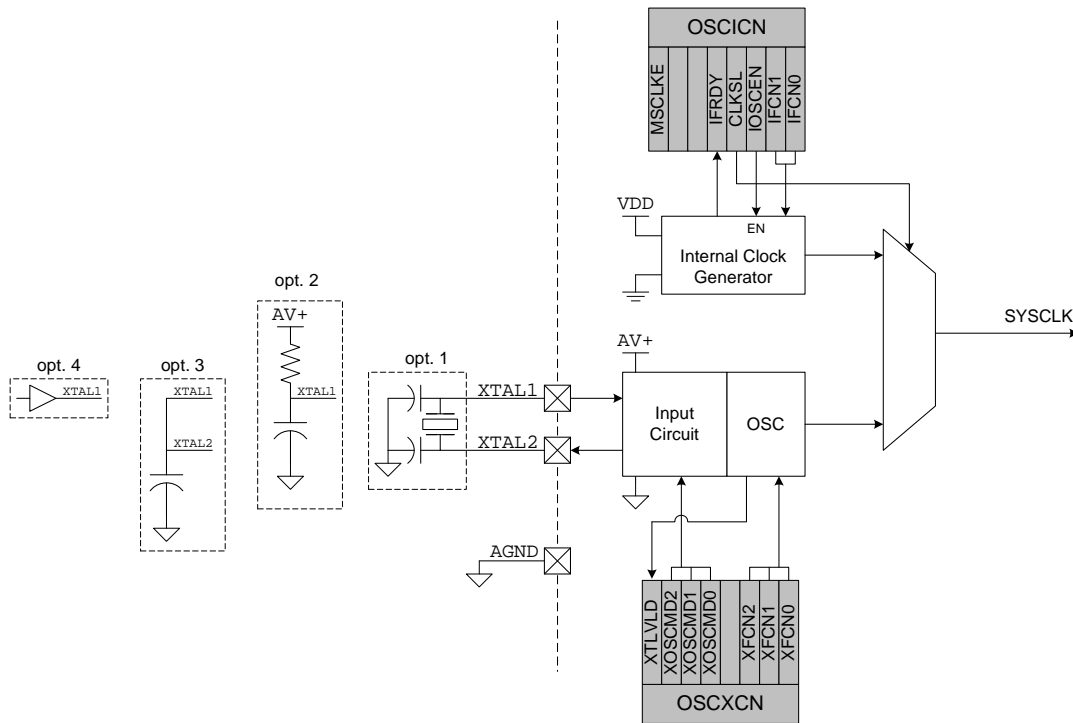 OSCICN
MSCLKE
IFRDY
CLKSL
IOSCEN
IFCN1
IFCN0
VDD
EN
Internal Clock
Generator
opt. 2
AV+
XTAL1
SYSCLK
opt. 4
XTAL1
opt. 3
XTAL1
XTAL2
opt. 1
XTAL1
XTAL2
AV+
Input
Circuit
OSC
AGND
XTLVLD
XOSCMD2
XOSCMD1
XOSCMD0
XFCN2
XFCN1
XFCN0
OSCXCN